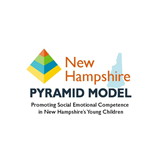 New
Hampshire
PYRAMID MODEL
Promoting Social Emotional Competence
in New Hampshire's Young Children